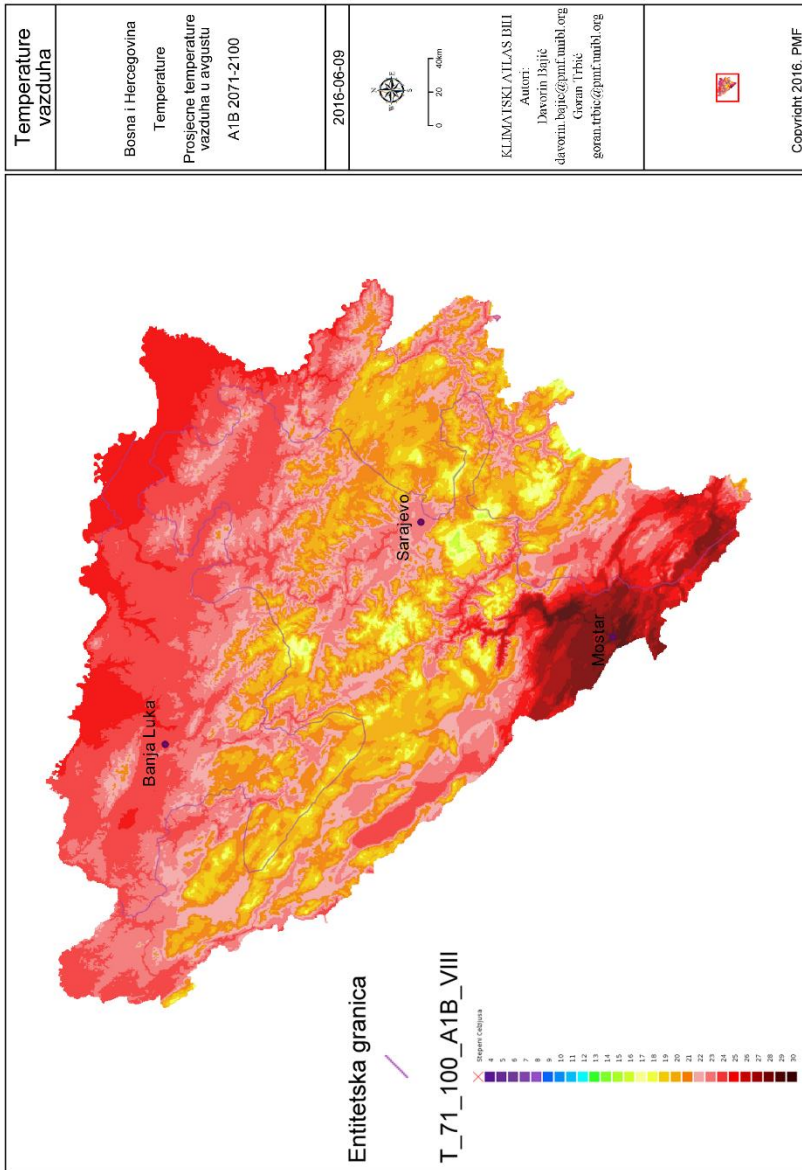 Temperature
vazduha
Bosna i Hercegovina
Temperature
Prosjecne temperature
vazduha u avgustu
A1B 2071-2100
2016-06-09
N
W E
S
0 20 40km
KLIMATSKI ATLAS BIH
Autori:
Davorin Bajić
davorin.bajic@pmf.unibl.org
Goran Trbić
goran.trbic@pmf.unibl.org
Copyright 2016. PMF
Banja Luka
Sarajevo
Mostar
Entitetska granica
T_71_100_A1B_VIII
Stepeni Celzijusa
4
5
6
7
8
9
10
11
12
13
14
15
16
17
18
19
20
21
22
23
24
25
26
27
28
29
30